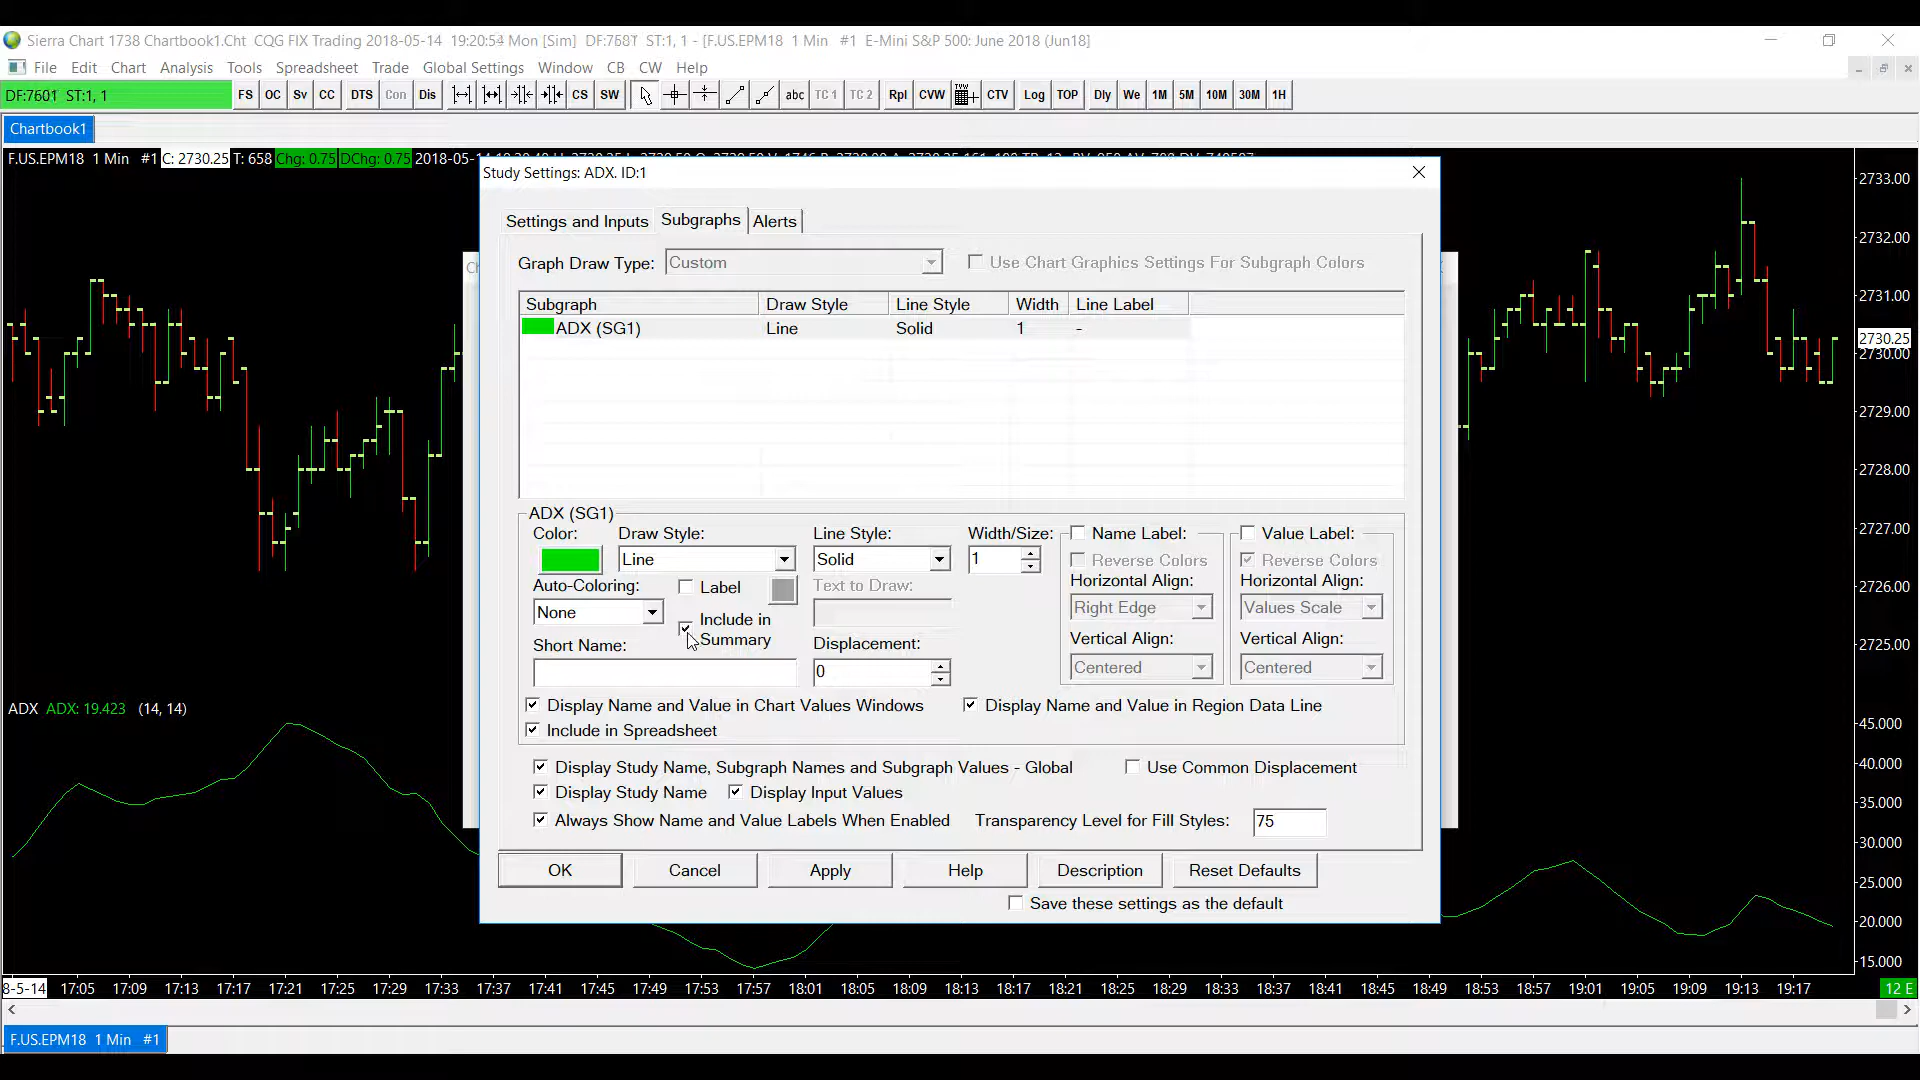 Sierra Chart 1738 Chartbook1.Cht CQG FIX Trading 2018-05-14 19:20:54 Mon [Sim] DF:7681 ST:1, 1 - [F.US.EPM18 1 Min #1 E-Mini S&P 500: June 2018 (Jun18]
File Edit Chart Analysis Tools Spreadsheet Trade Global Settings Window CB CW Help
DF:7601 ST:1, 1
FS OC Sv CC DTS Con Dis CS SW abc TC 1 TC 2 Rpl CVW CTV Log TOP Dly We 1M 5M 10M 30M 1H
Chartbook1
F.US.EPM18 1 Min #1 C: 2730.25 T: 658 Chg: 0.75 DChg: 0.75
Study Settings: ADX. ID:1
Settings and Inputs Subgraphs Alerts
Graph Draw Type: Custom Use Chart Graphics Settings For Subgraph Colors
Subgraph Draw Style Line Style Width Line Label
ADX (SG1) Line Solid 1 -
ADX (SG1)
Color: Draw Style: Line Style: Width/Size: Name Label: Value Label:
Line Solid 1 Reverse Colors Reverse Colors
Auto-Coloring: Label Text to Draw: Horizontal Align: Horizontal Align:
None Right Edge Values Scale
Include in Summary
Short Name: Displacement: Vertical Align: Vertical Align:
0 Centered Centered
Display Name and Value in Chart Values Windows Display Name and Value in Region Data Line
Include in Spreadsheet
Display Study Name, Subgraph Names and Subgraph Values - Global Use Common Displacement
Display Study Name Display Input Values
Always Show Name and Value Labels When Enabled Transparency Level for Fill Styles: 75
OK Cancel Apply Help Description Reset Defaults
Save these settings as the default
2733.00
2732.00
2731.00
2730.25
2730.00
2729.00
2728.00
2727.00
2726.00
2725.00
ADX ADX: 19.423 (14, 14)
45.000
40.000
35.000
30.000
25.000
20.000
15.000
8-5-14 17:05 17:09 17:13 17:17 17:21 17:25 17:29 17:33 17:37 17:41 17:45 17:49 17:53 17:57 18:01 18:05 18:09 18:13 18:17 18:21 18:25 18:29 18:33 18:37 18:41 18:45 18:49 18:53 18:57 19:01 19:05 19:09 19:13 19:17 12 E
F.US.EPM18 1 Min #1